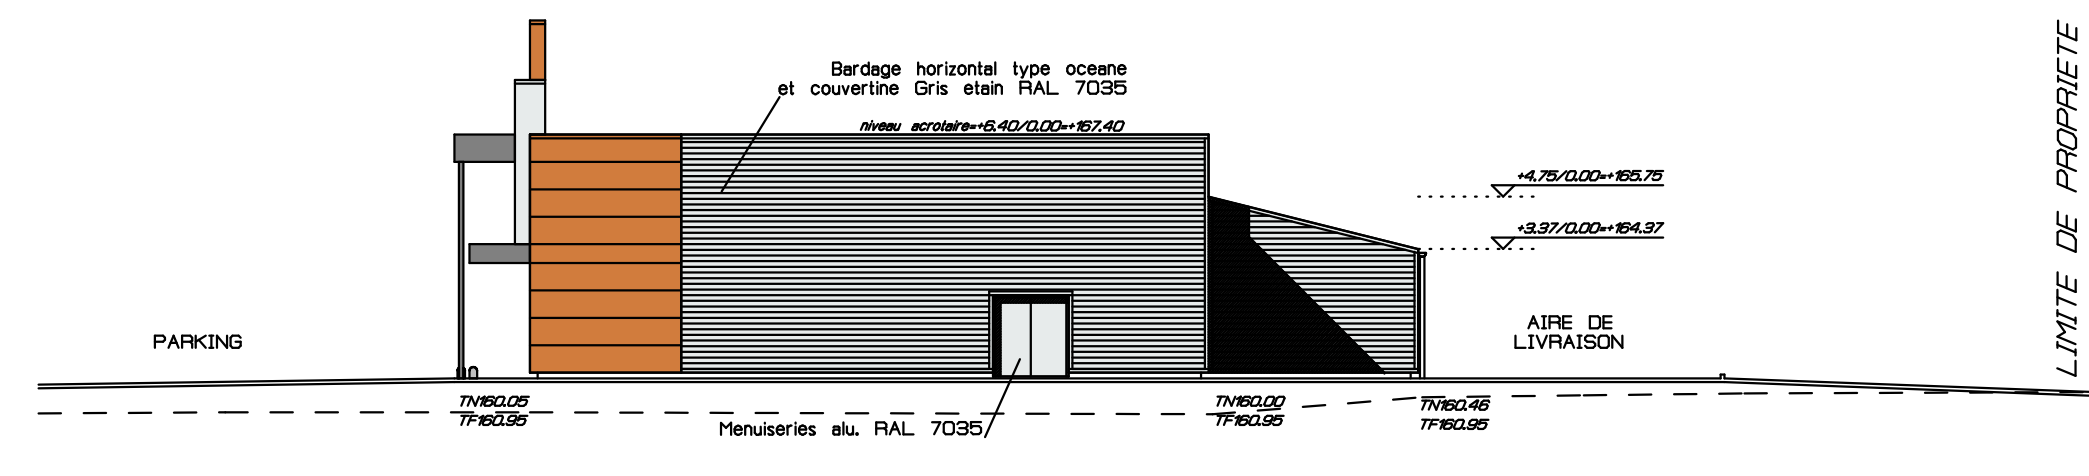 Bardage horizontal type oceane
et couvertine Gris etain RAL 7035
niveau acrotaire=+6.40/0.00=+167.40
+4.75/0.00=+165.75
+3.37/0.00=+164.37
PARKING
AIRE DE
LIVRAISON
LIMITE DE PROPRIETE
TN160.05
TF160.95
TN160.00
TF160.95
TN160.46
TF160.95
Menuiseries alu. RAL 7035